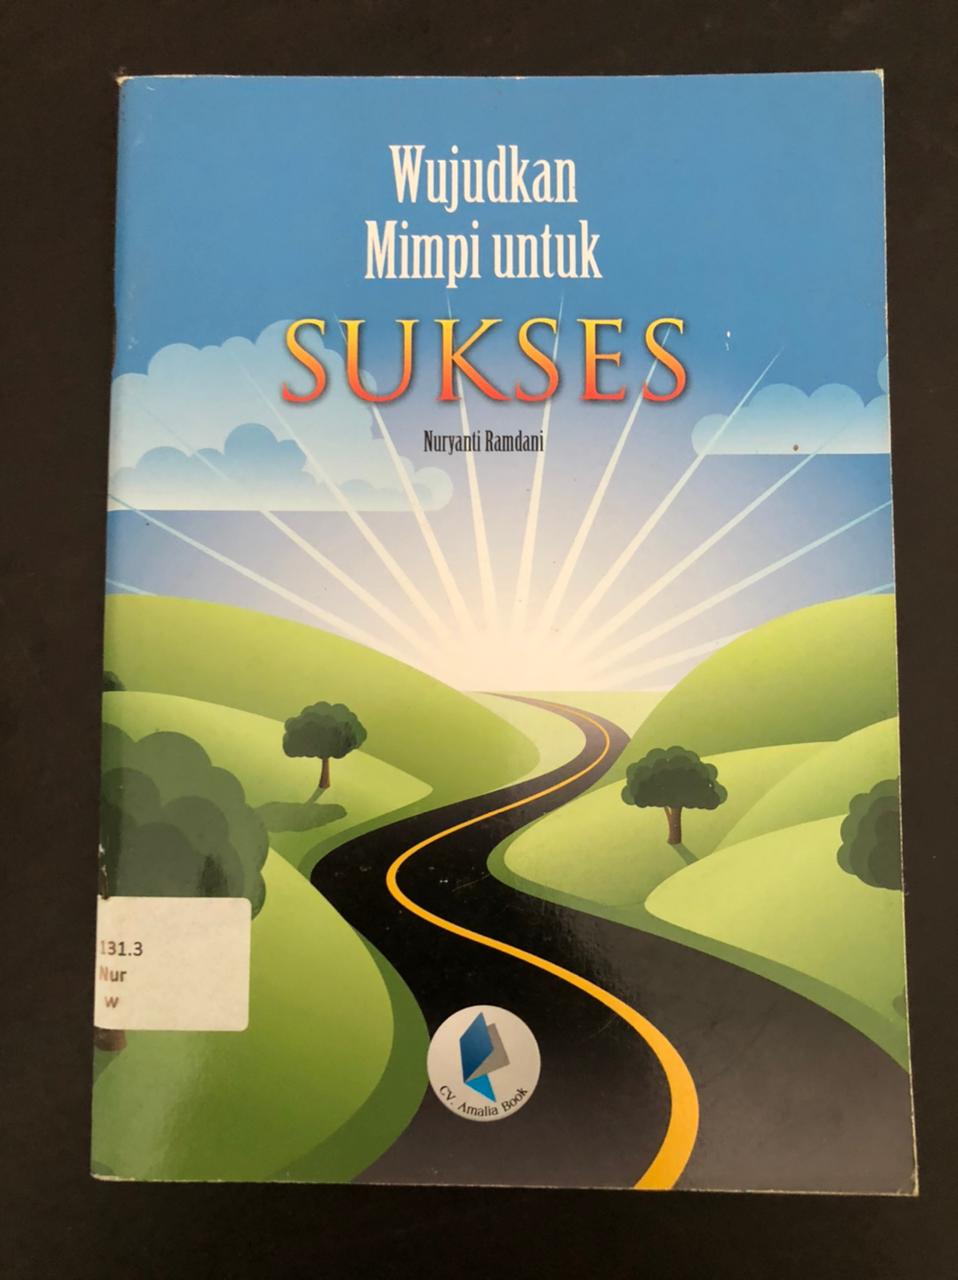 Wujudkan
Mimpi untuk
SUKSES
Nuryanti Ramdani
131.3
Nur
w
CV. Amalia Book